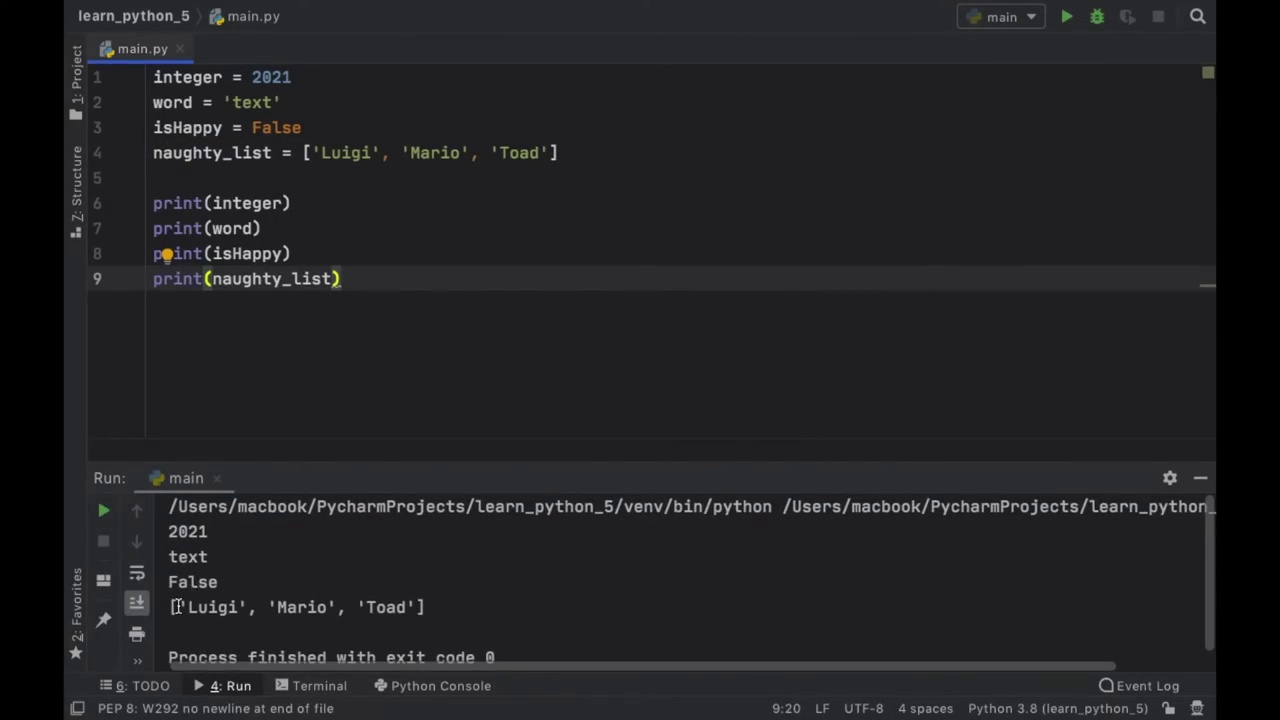 learn_python_5 main.py main
1: Project
main.py
1 integer = 2021
2 word = 'text'
3 isHappy = False
4 naughty_list = ['Luigi', 'Mario', 'Toad']
5
6 print(integer)
7 print(word)
8 print(isHappy)
9 print(naughty_list)
7: Structure
Run: main
/Users/macbook/PycharmProjects/learn_python_5/venv/bin/python /Users/macbook/PycharmProjects/learn_python_
2021
text
False
['Luigi', 'Mario', 'Toad']
Process finished with exit code 0
2: Favorites
6: TODO 4: Run Terminal Python Console Event Log
PEP 8: W292 no newline at end of file 9:20 LF UTF-8 4 spaces Python 3.8 (learn_python_5)